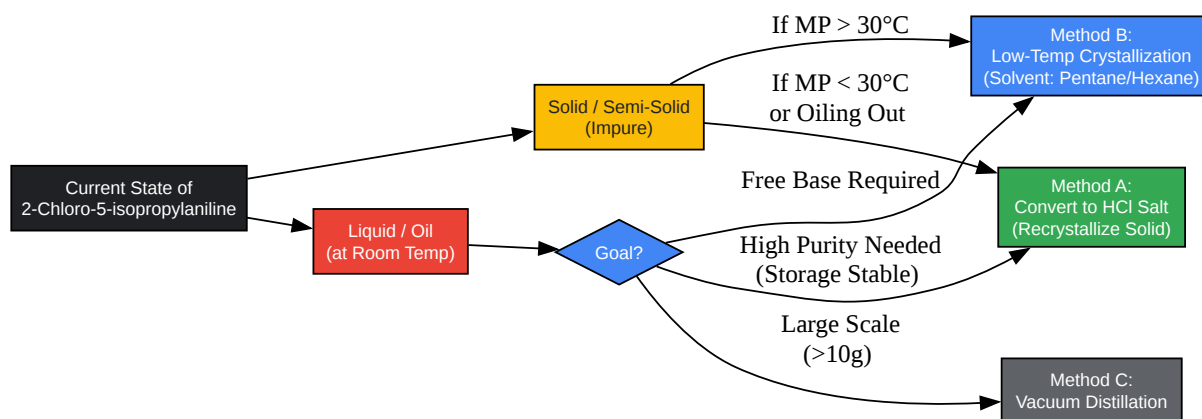 If MP > 30°C
Method B:
Low-Temp Crystallization
(Solvent: Pentane/Hexane)
Solid / Semi-Solid
(Impure)
If MP < 30°C
or Oiling Out
Current State of
2-Chloro-5-isopropylaniline
Free Base Required
Method A:
Convert to HCl Salt
(Recrystallize Solid)
Liquid / Oil
(at Room Temp)
Goal?
High Purity Needed
(Storage Stable)
Large Scale
(>10g)
Method C:
Vacuum Distillation